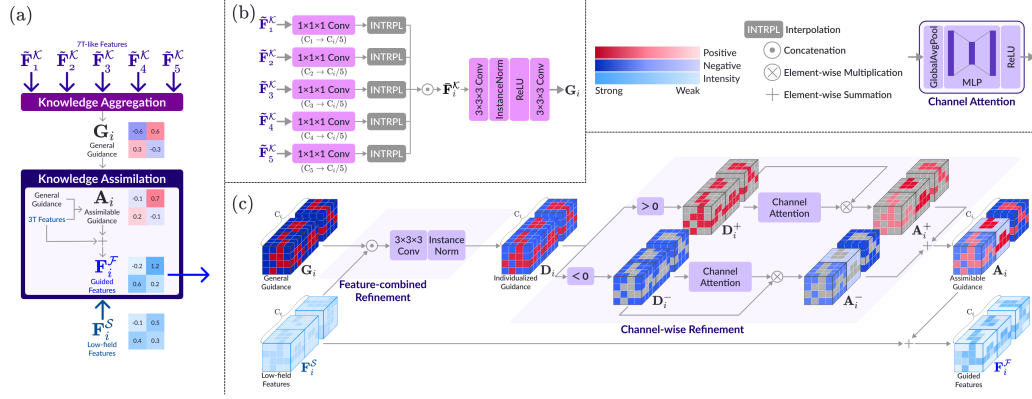 (a)
7T-like Features
F̃₁^𝒦 F̃₂^𝒦 F̃₃^𝒦 F̃₄^𝒦 F̃₅^𝒦
Knowledge Aggregation
G_i
General
Guidance
-0.6 0.6
0.3 -0.3
Knowledge Assimilation
General
Guidance
3T Features
A_i
Assimilable
Guidance
-0.1 0.7
0.2 -0.1
F_i^ℱ
Guided
Features
-0.2 1.2
0.6 0.2
F_i^𝒮
Low-field
Features
-0.1 0.5
0.4 0.3
(b)
F̃₁^𝒦 1×1×1 Conv INTRPL
(C₁ → C_i/5)
F̃₂^𝒦 1×1×1 Conv INTRPL
(C₂ → C_i/5)
F̃₃^𝒦 1×1×1 Conv INTRPL
(C₃ → C_i/5)
F̃₄^𝒦 1×1×1 Conv INTRPL
(C₄ → C_i/5)
F̃₅^𝒦 1×1×1 Conv INTRPL
(C₅ → C_i/5)
F̃_i^𝒦
3×3×3 Conv
InstanceNorm
ReLU
3×3×3 Conv
G_i
Positive
Negative
Intensity
Strong Weak
INTRPL Interpolation
Concatenation
Element-wise Multiplication
Element-wise Summation
GlobalAvgPool
MLP
ReLU
Channel Attention
(c)
C_i
General
Guidance
G_i
3×3×3
Conv
Instance
Norm
Feature-combined
Refinement
C_i
Individualized
Guidance
D_i
> 0
D_i^+
Channel
Attention
A_i^+
< 0
D_i^-
Channel
Attention
A_i^-
Channel-wise Refinement
C_i
Assimilable
Guidance
A_i
C_i
Low-field
Features
F_i^𝒮
C_i
Guided
Features
F_i^ℱ